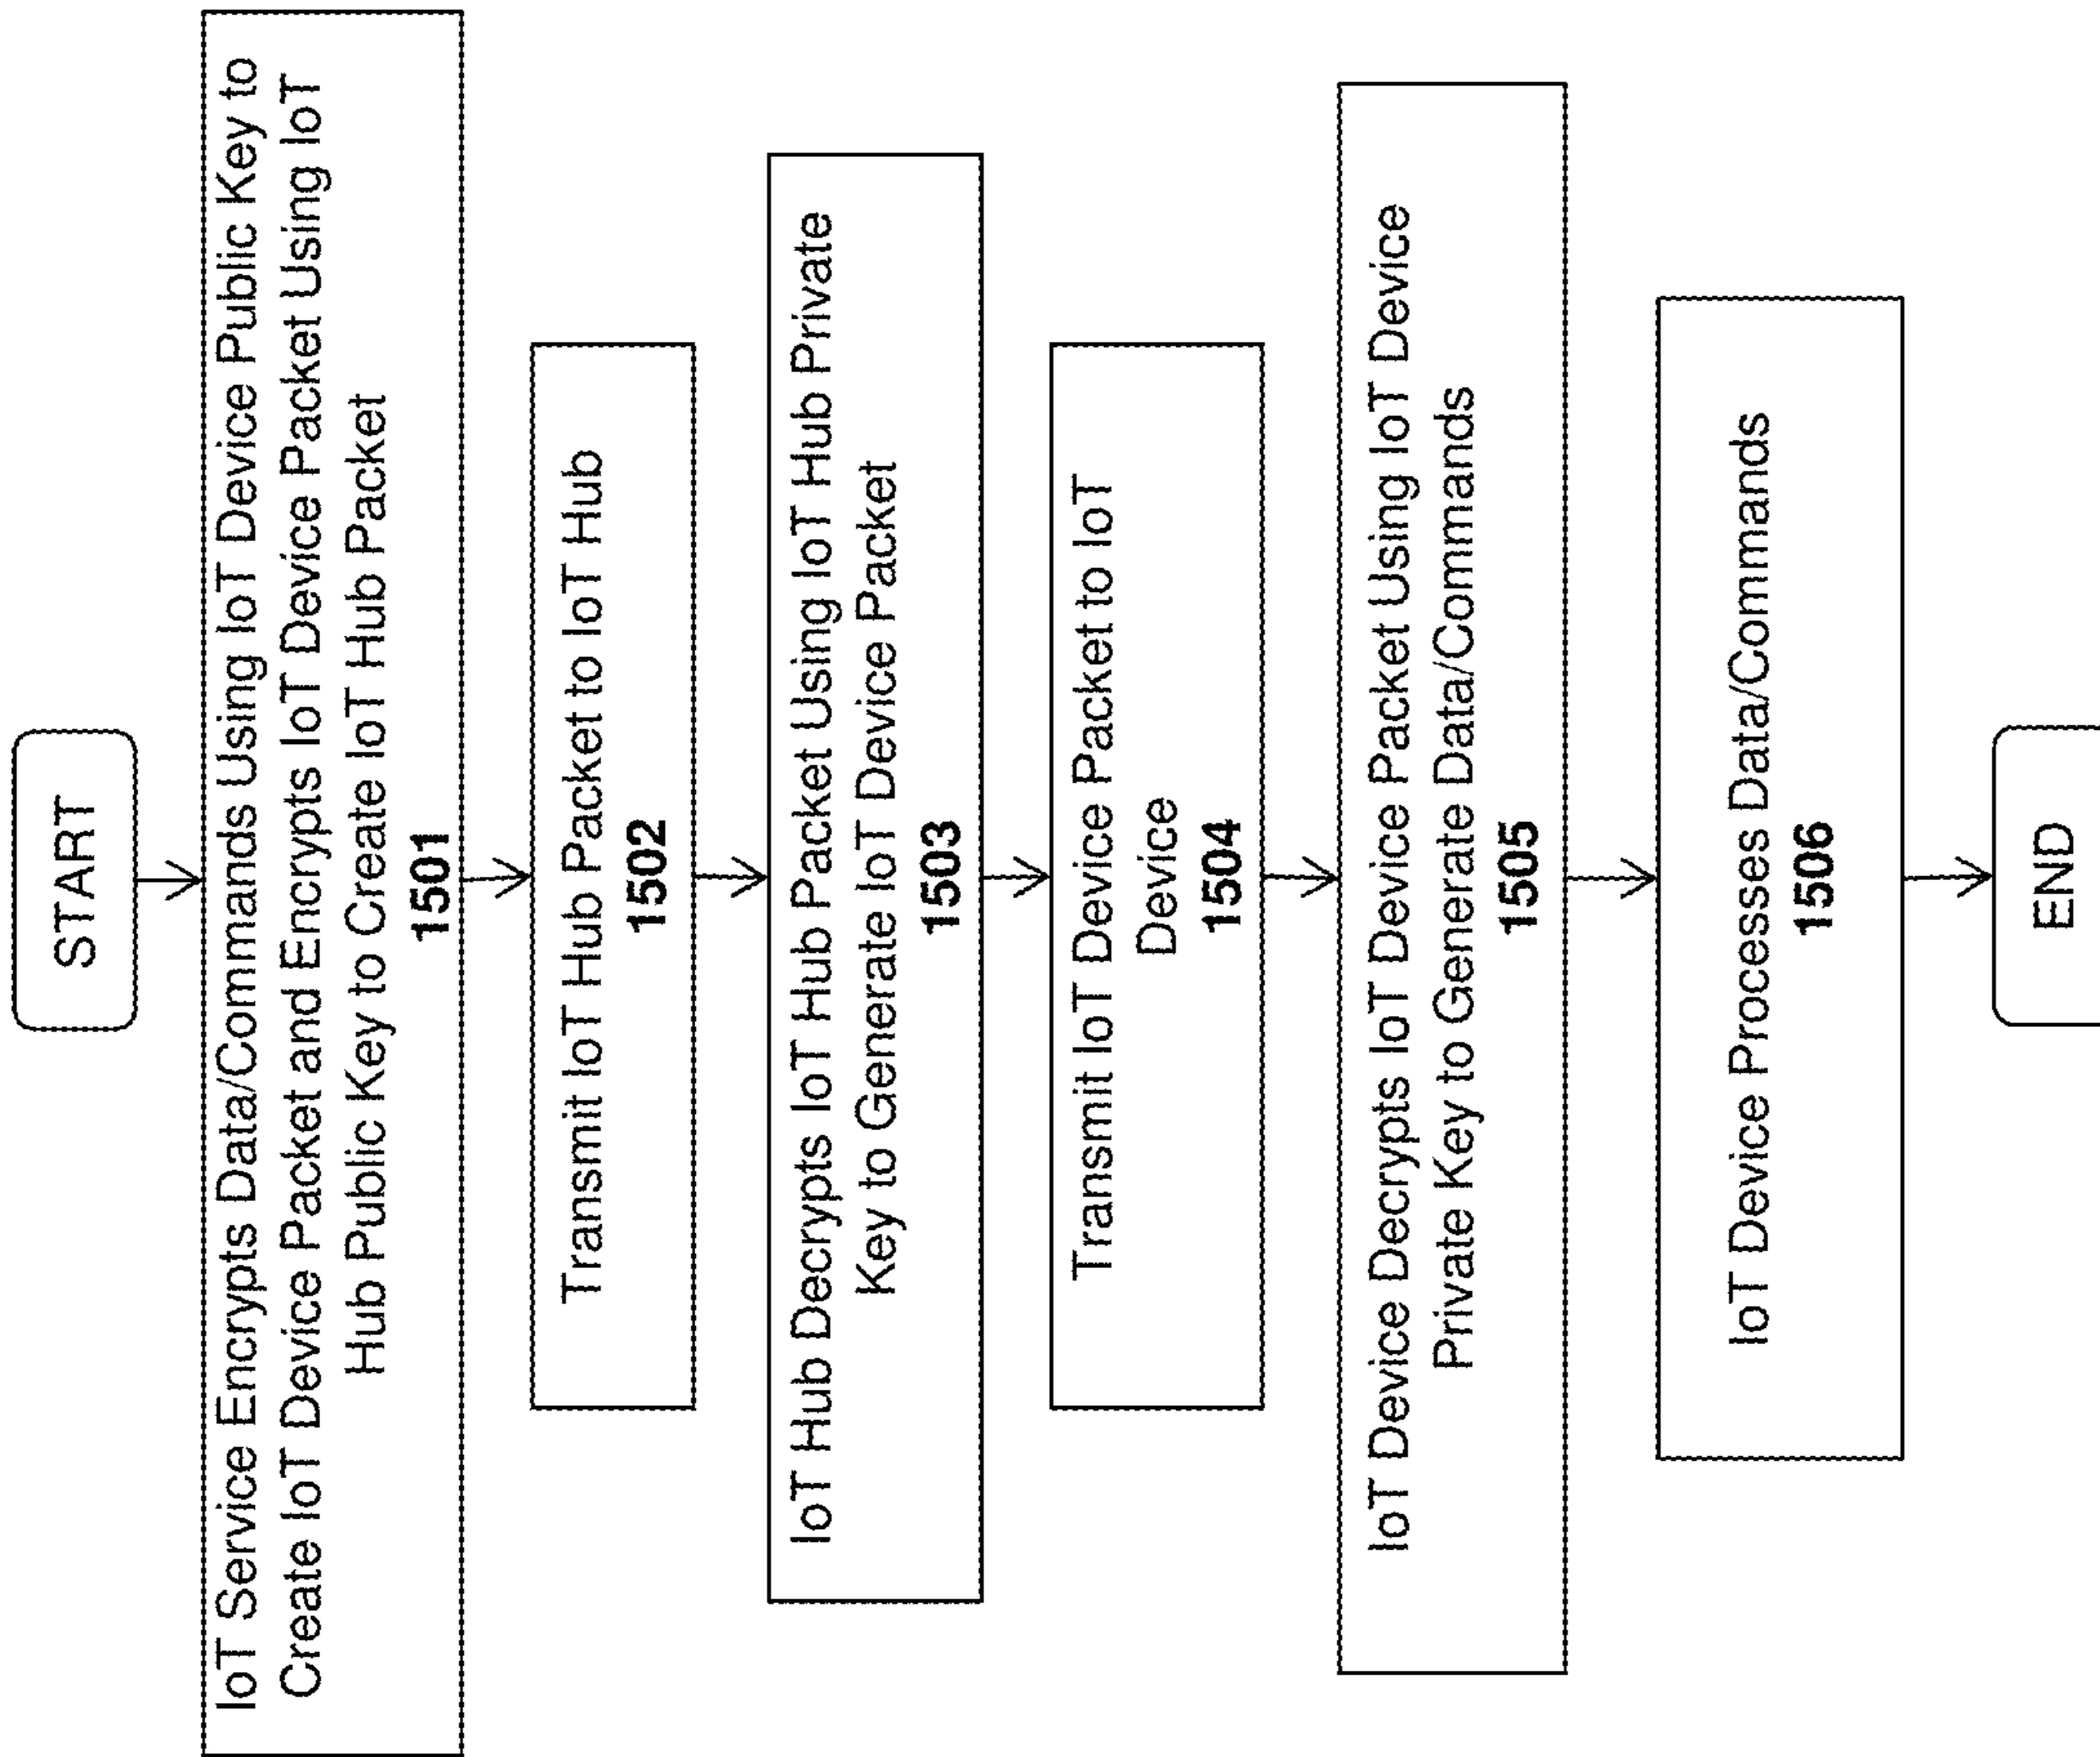 START
IoT Service Encrypts Data/Commands Using IoT Device Public Key to
Create IoT Device Packet and Encrypts IoT Device Packet Using IoT
Hub Public Key to Create IoT Hub Packet
1501
Transmit IoT Hub Packet to IoT Hub
1502
IoT Hub Decrypts IoT Hub Packet Using IoT Hub Private
Key to Generate IoT Device Packet
1503
Transmit IoT Device Packet to IoT
Device
1504
IoT Device Decrypts IoT Device Packet Using IoT Device
Private Key to Generate Data/Commands
1505
IoT Device Processes Data/Commands
1506
END